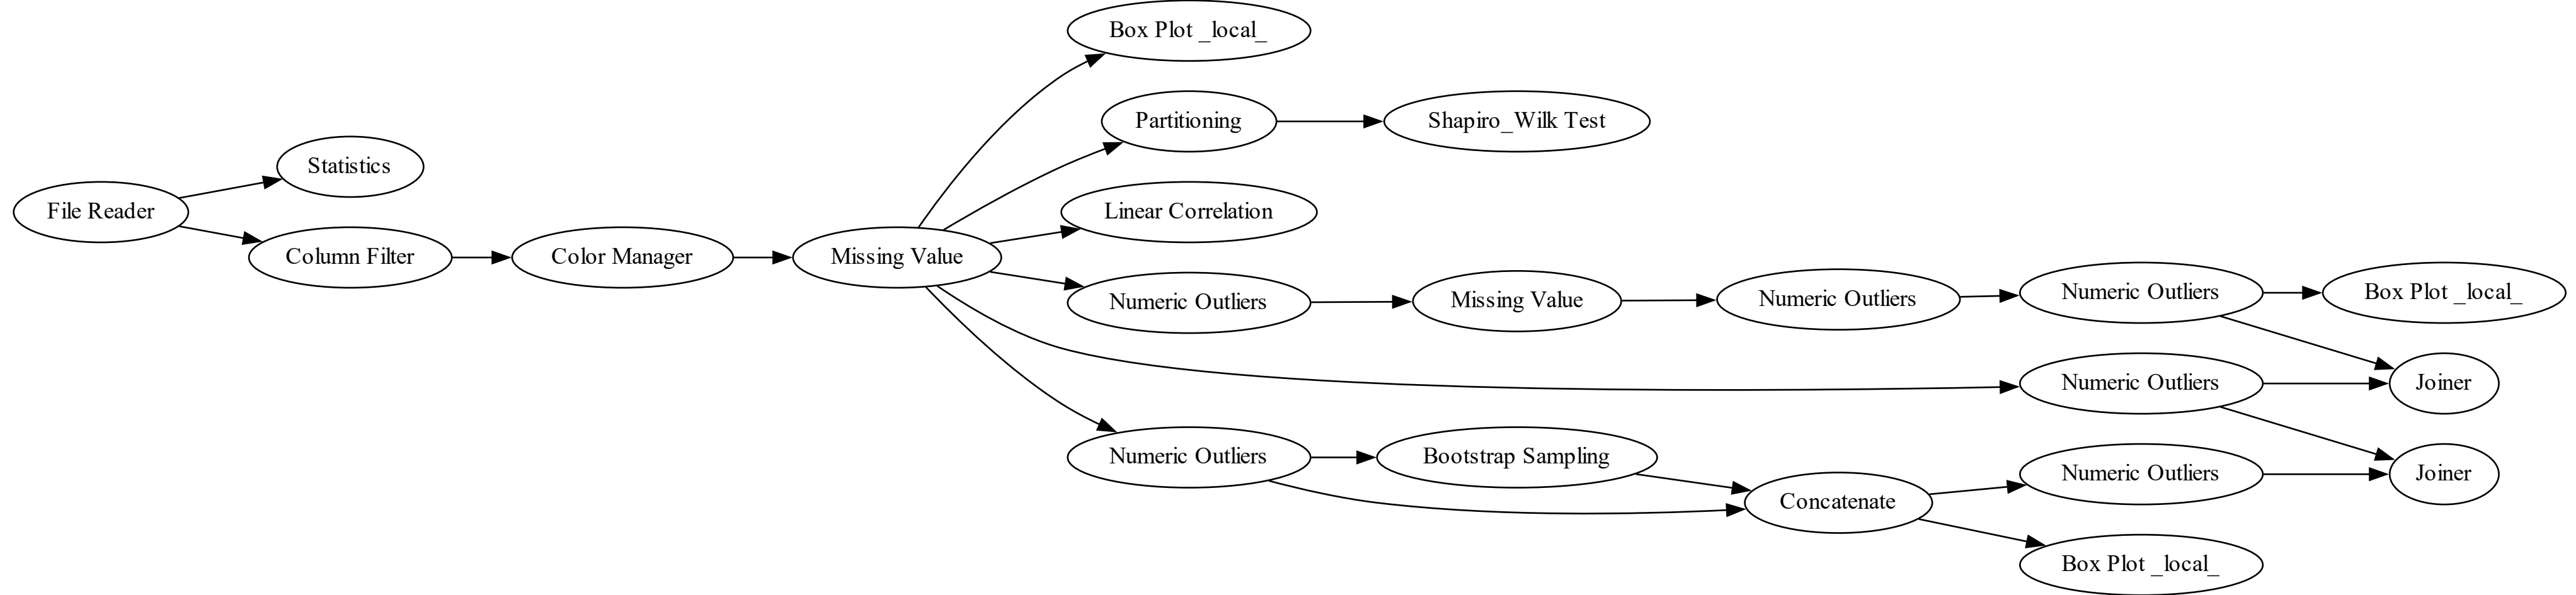 File Reader
Statistics
Column Filter
Color Manager
Missing Value
Box Plot _local_
Partitioning
Shapiro_Wilk Test
Linear Correlation
Numeric Outliers
Missing Value
Numeric Outliers
Numeric Outliers
Box Plot _local_
Numeric Outliers
Joiner
Numeric Outliers
Bootstrap Sampling
Concatenate
Numeric Outliers
Joiner
Box Plot _local_